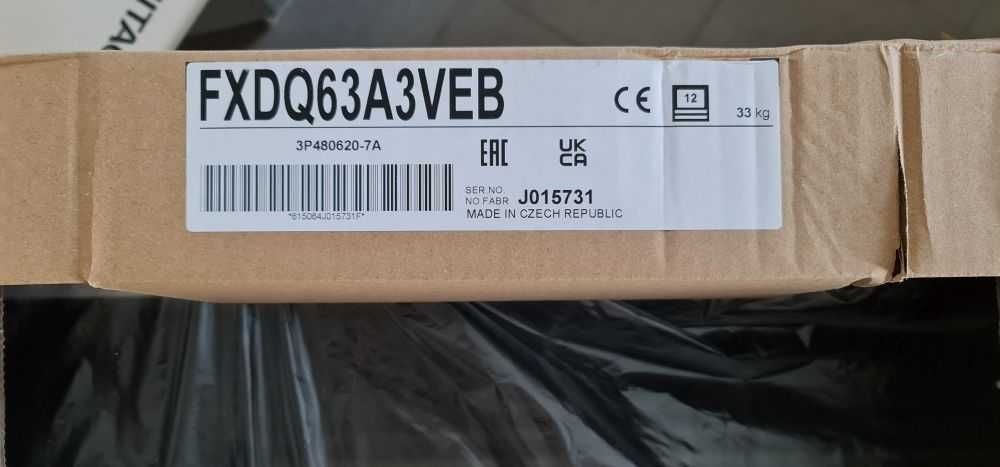 FXDQ63A3VEB
CE
12
33 kg
3P480620-7A
EAC
UK
CA
SER.NO.
NO FABR J015731
*615064J015731F*
MADE IN CZECH REPUBLIC